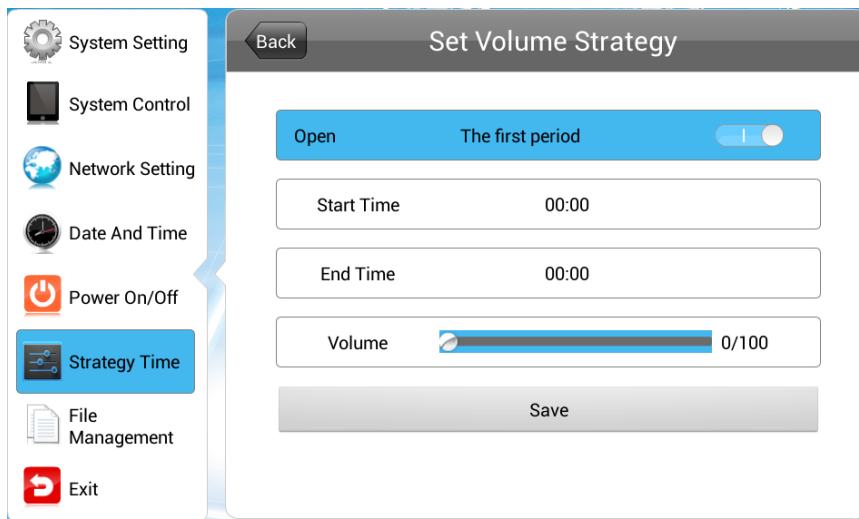 System Setting
System Control
Network Setting
Date And Time
Power On/Off
Strategy Time
File
Management
Exit
Back
Set Volume Strategy
Open The first period
Start Time 00:00
End Time 00:00
Volume 0/100
Save